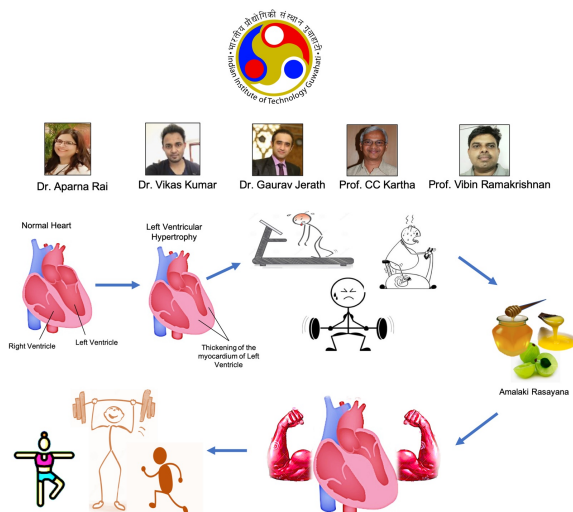 भारतीय प्रौद्योगिकी संस्थान गुवाहाटी
Indian Institute of Technology Guwahati
Dr. Aparna Rai
Dr. Vikas Kumar
Dr. Gaurav Jerath
Prof. CC Kartha
Prof. Vibin Ramakrishnan
Normal Heart
Left Ventricular
Hypertrophy
Right Ventricle
Left Ventricle
Thickening of the
myocardium of Left
Ventricle
Amalaki Rasayana